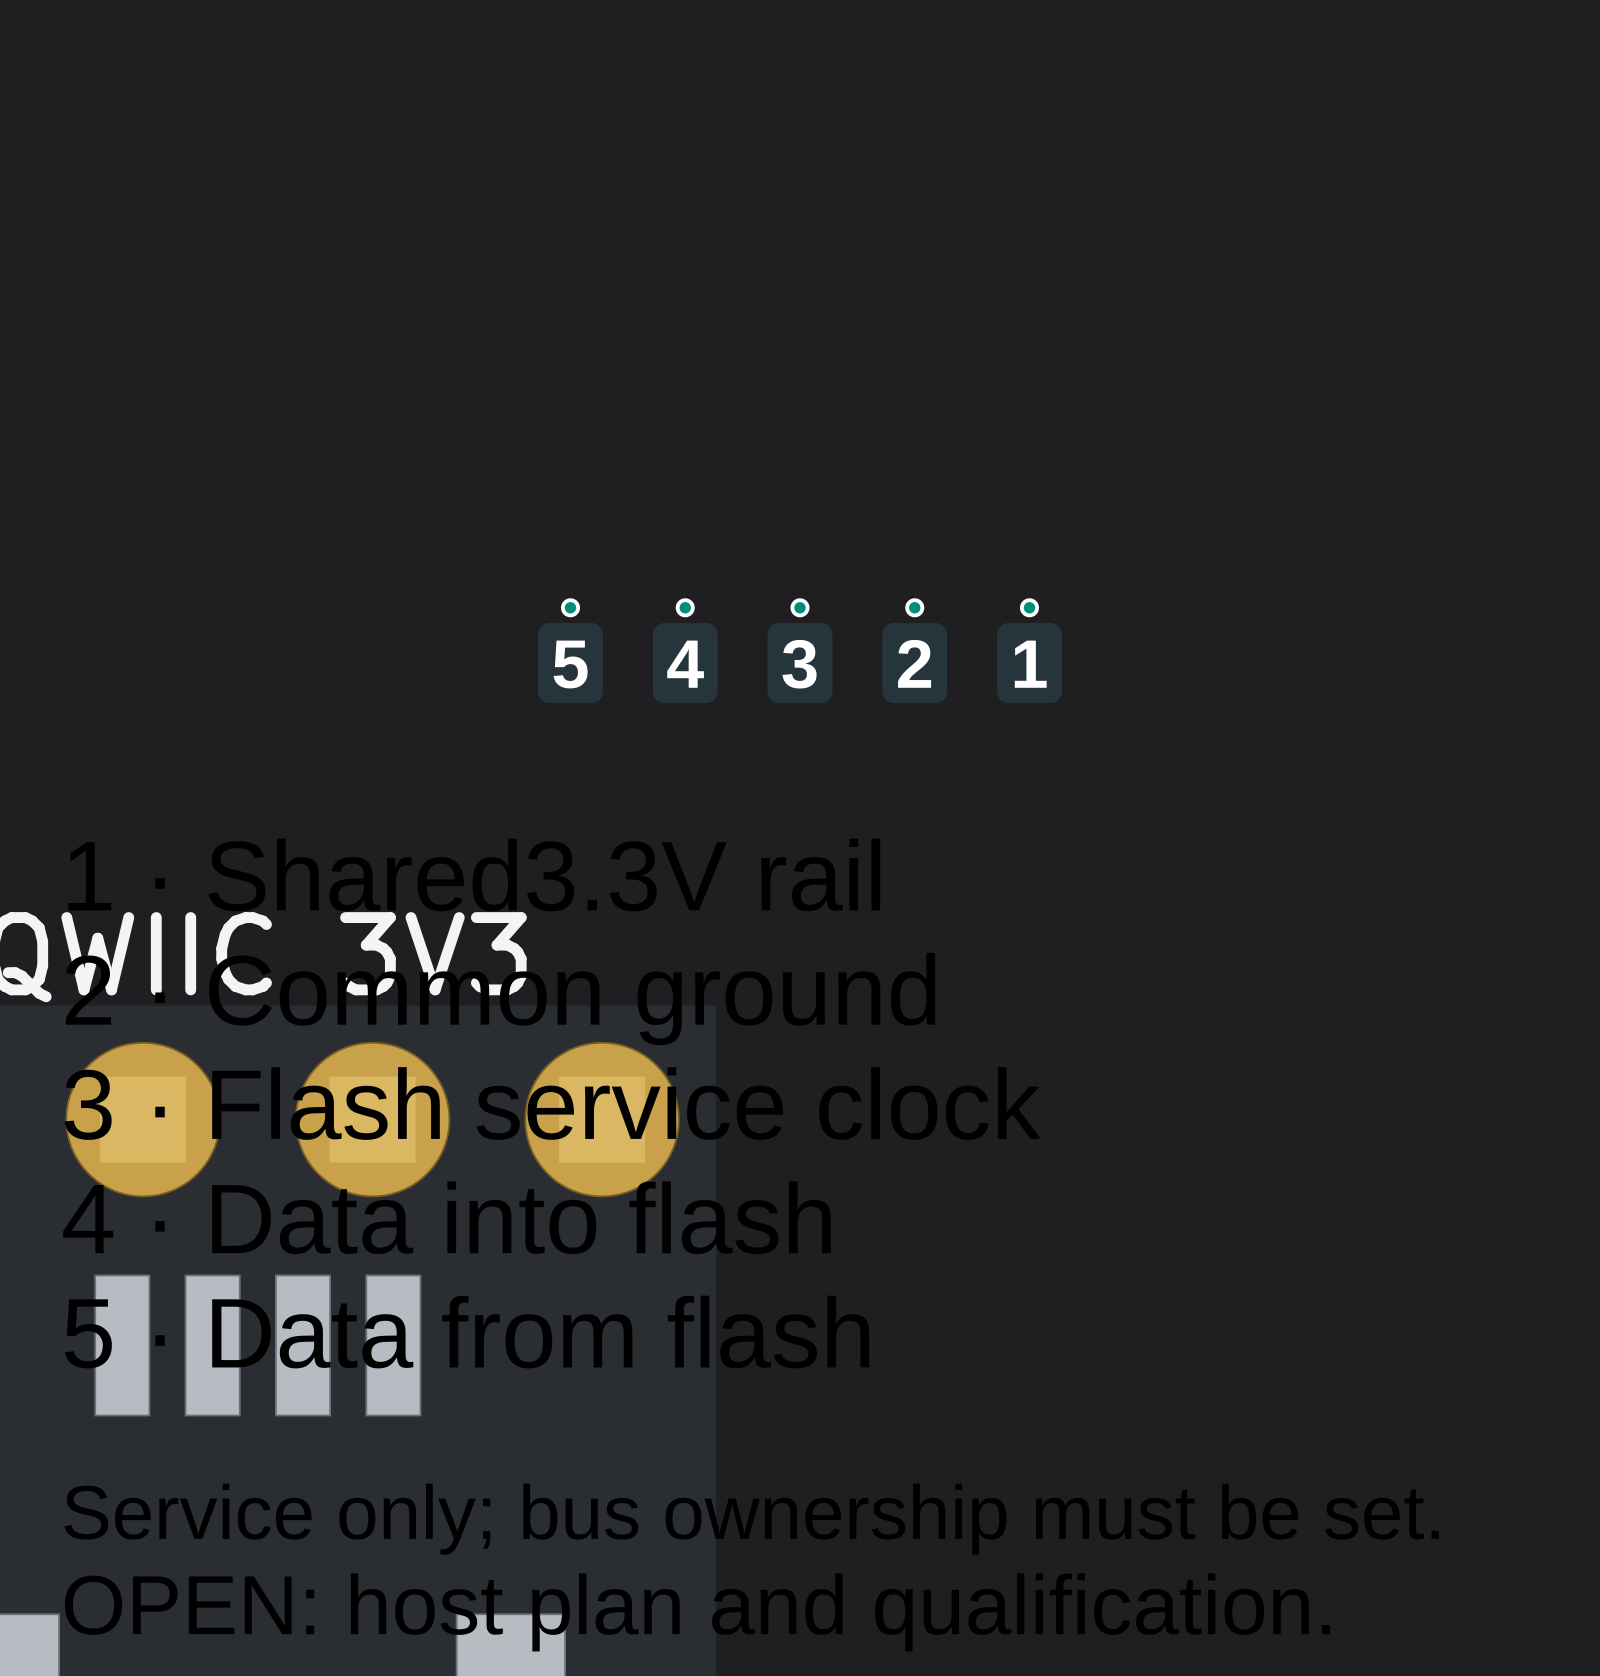 5 4 3 2 1
1 · Shared3.3V rail
QWIIC 3V3
2 · Common ground
3 · Flash service clock
4 · Data into flash
5 · Data from flash
Service only; bus ownership must be set.
OPEN: host plan and qualification.